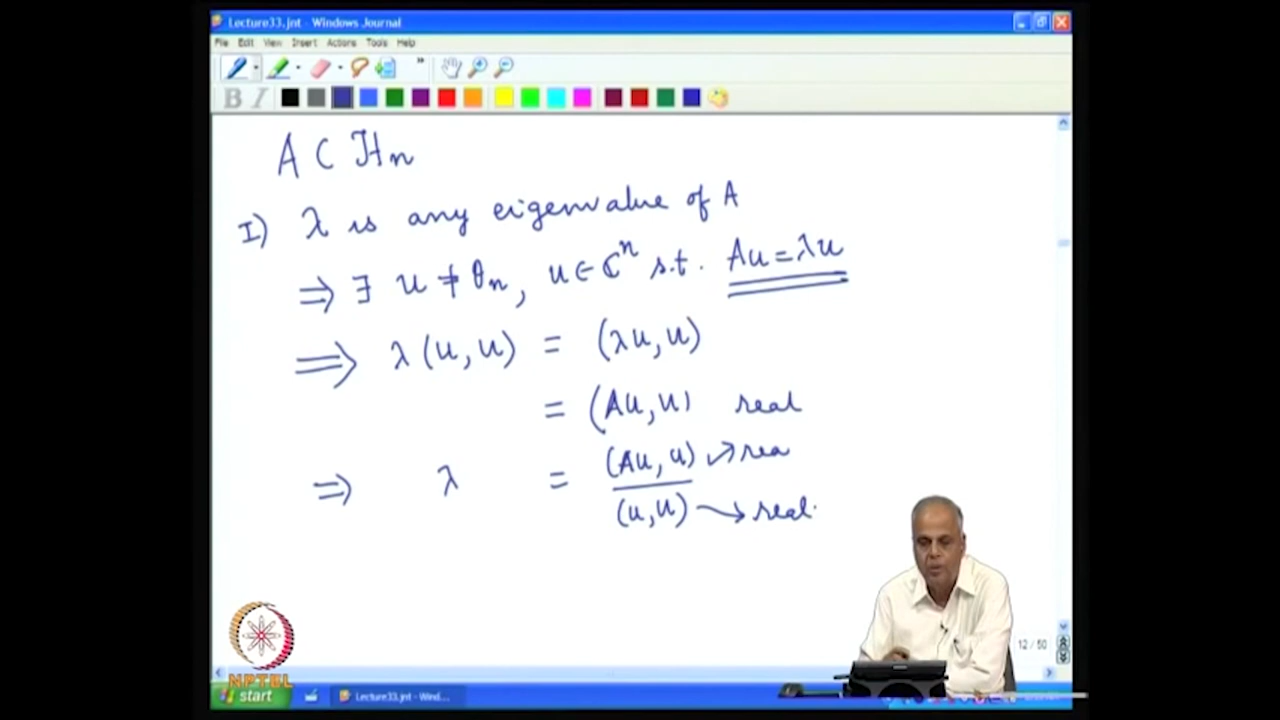 Lecture33.jnt - Windows Journal
File Edit View Insert Actions Tools Help
B I
A ⊂ Hn
I) λ is any eigenvalue of A
⇒ ∃ u ≠ θn, u ∈ ℂⁿ s.t. Au = λu
⇒ λ (u, u) = (λu, u)
= (Au, u) real
⇒ λ = (Au, u) → rea
(u, u) → real.
12 / 50
NPTEL
start Lecture33.jnt - Wind...